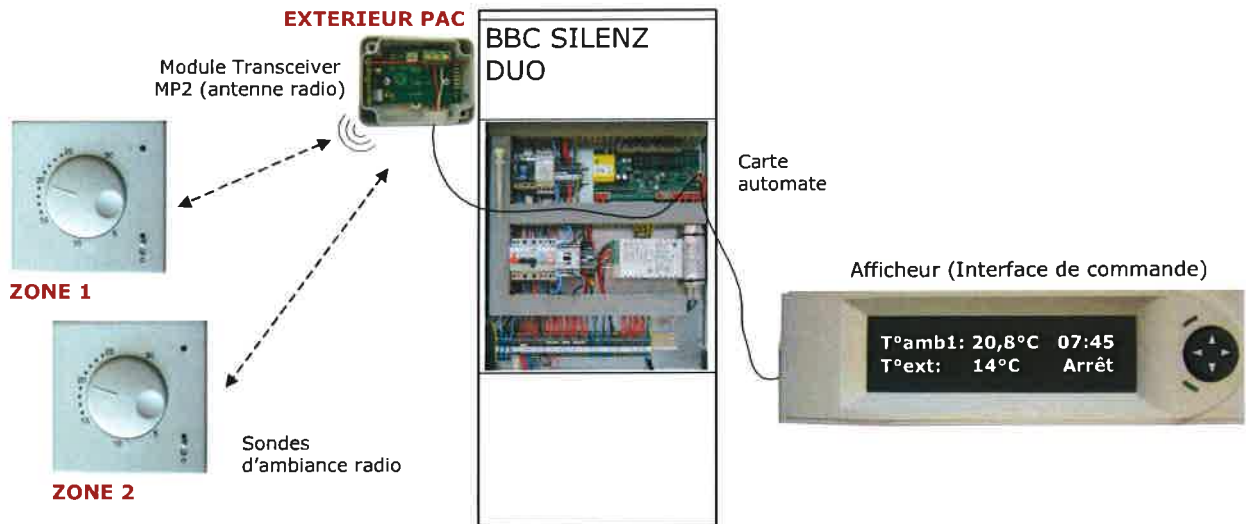 EXTERIEUR PAC
BBC SILENZ
DUO
Module Transceiver
MP2 (antenne radio)
Carte
automate
ZONE 1
Afficheur (Interface de commande)
T°amb1: 20,8°C 07:45
T°ext: 14°C Arrêt
Sondes
d'ambiance radio
ZONE 2